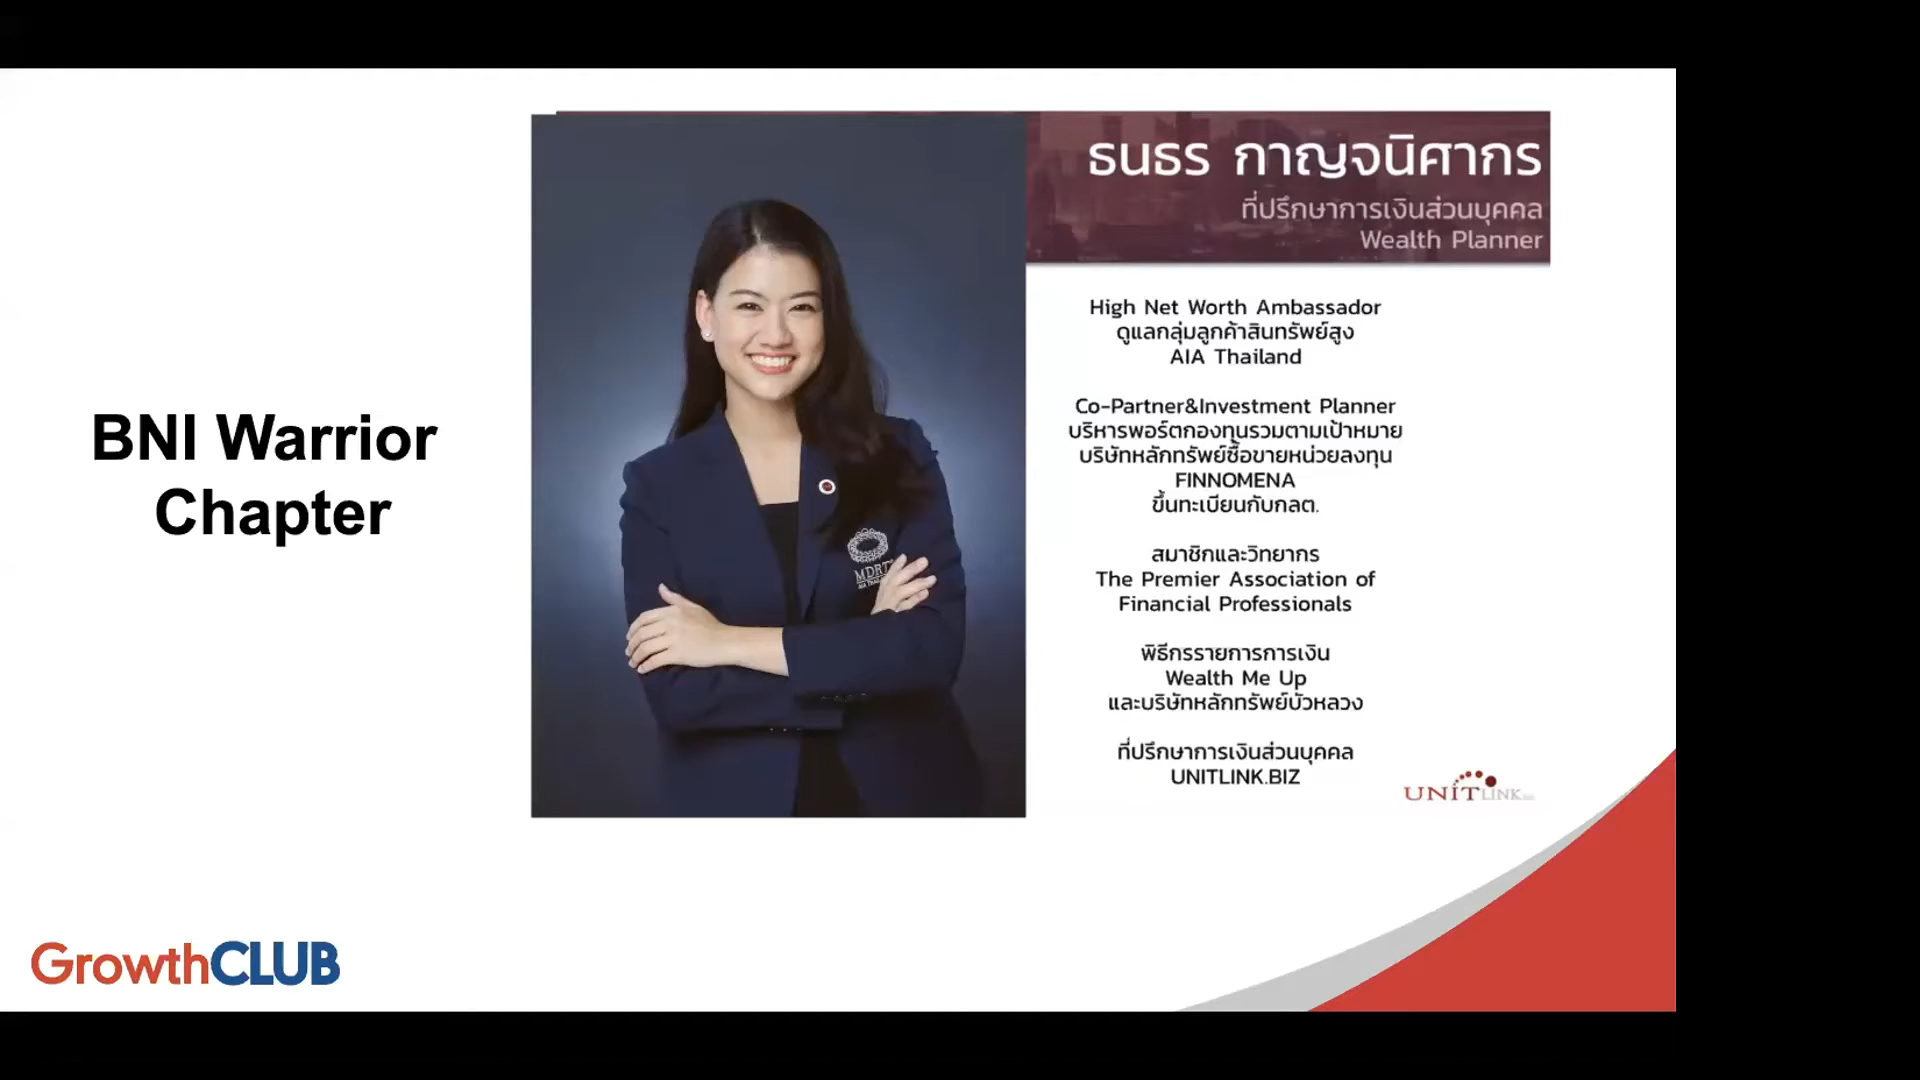 BNI Warrior
Chapter
ธนธร กาญจนิศากร
ที่ปรึกษาการเงินส่วนบุคคล
Wealth Planner
High Net Worth Ambassador
ดูแลกลุ่มลูกค้าสินทรัพย์สูง
AIA Thailand
Co-Partner&Investment Planner
บริหารพอร์ตกองทุนรวมตามเป้าหมาย
บริษัทหลักทรัพย์ซื้อขายหน่วยลงทุน
FINNOMENA
ขึ้นทะเบียนกับกลต.
สมาชิกและวิทยากร
The Premier Association of
Financial Professionals
พิธีกรรายการการเงิน
Wealth Me Up
และบริษัทหลักทรัพย์บัวหลวง
ที่ปรึกษาการเงินส่วนบุคคล
UNITLINK.BIZ
MDRT
UNITLINK
GrowthCLUB